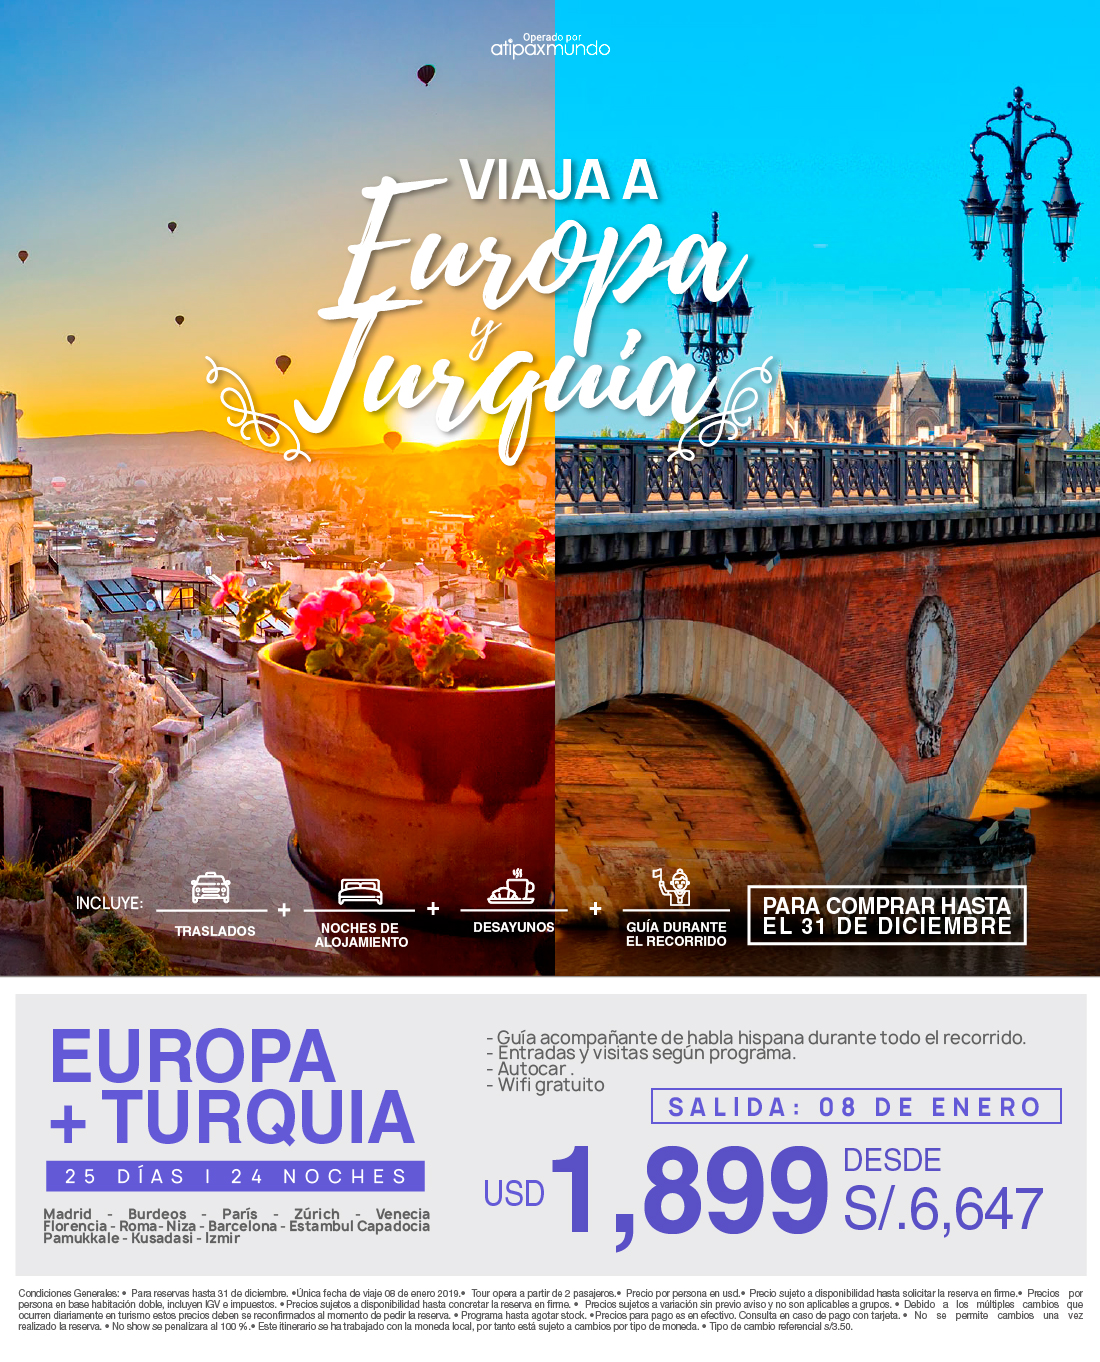 Operado por
atipaxmundo
VIAJA A
Europa
y
Turquía
INCLUYE:
TRASLADOS
+
NOCHES DE
ALOJAMIENTO
+
DESAYUNOS
+
GUÍA DURANTE
EL RECORRIDO
PARA COMPRAR HASTA
EL 31 DE DICIEMBRE
EUROPA
+ TURQUIA
25 DÍAS I 24 NOCHES
Madrid - Burdeos - París - Zúrich - Venecia
Florencia - Roma- Niza - Barcelona - Estambul Capadocia
Pamukkale - Kusadasi - Izmir
- Guía acompañante de habla hispana durante todo el recorrido.
- Entradas y visitas según programa.
- Autocar .
- Wifi gratuito
SALIDA: 08 DE ENERO
USD 1,899
DESDE
S/.6,647
Condiciones Generales: • Para reservas hasta 31 de diciembre. •Única fecha de viaje 08 de enero 2019.• Tour opera a partir de 2 pasajeros.• Precio por persona en usd.• Precio sujeto a disponibilidad hasta solicitar la reserva en firme.• Precios por
persona en base habitación doble, incluyen IGV e impuestos. • Precios sujetos a disponibilidad hasta concretar la reserva en firme. • Precios sujetos a variación sin previo aviso y no son aplicables a grupos. • Debido a los múltiples cambios que
ocurren diariamente en turismo estos precios deben se reconfirmados al momento de pedir la reserva. • Programa hasta agotar stock. •Precios para pago es en efectivo. Consulta en caso de pago con tarjeta. • No se permite cambios una vez
realizado la reserva. • No show se penalizara al 100 %.• Este itinerario se ha trabajado con la moneda local, por tanto está sujeto a cambios por tipo de moneda. • Tipo de cambio referencial s/3.50.